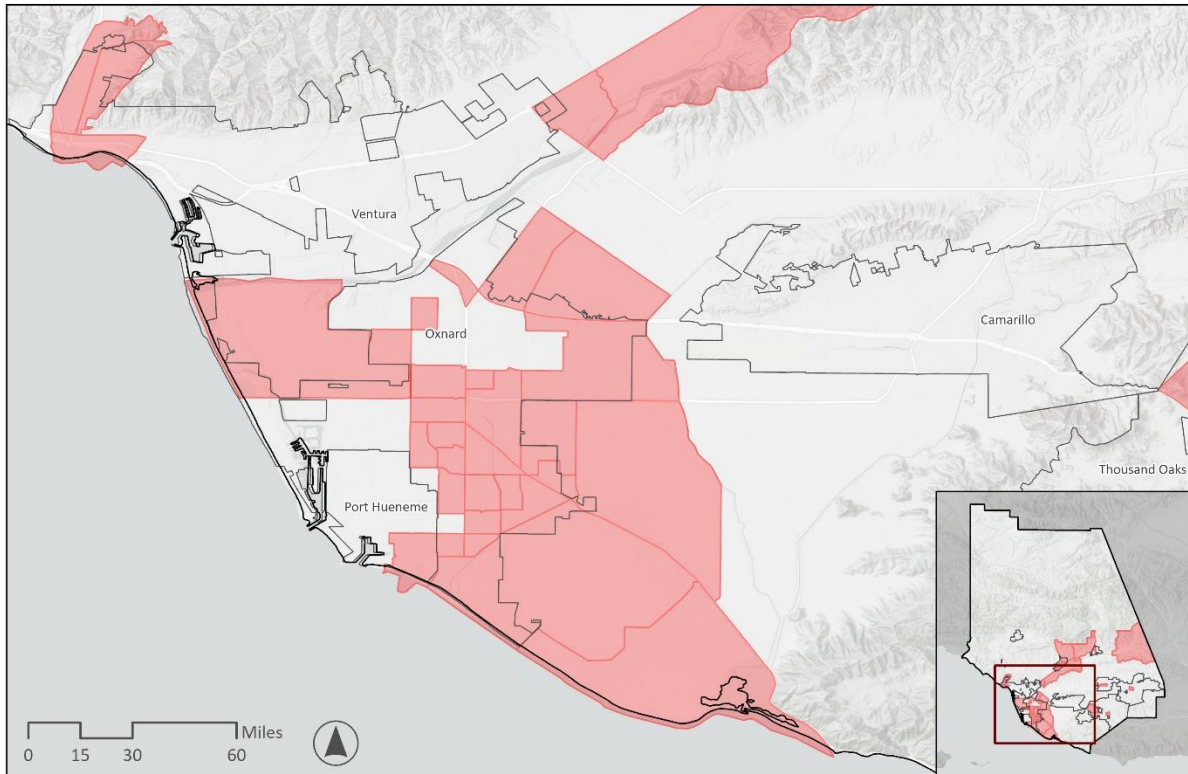 Ventura
Oxnard
Camarillo
Thousand Oaks
Port Hueneme
Miles
0 15 30 60